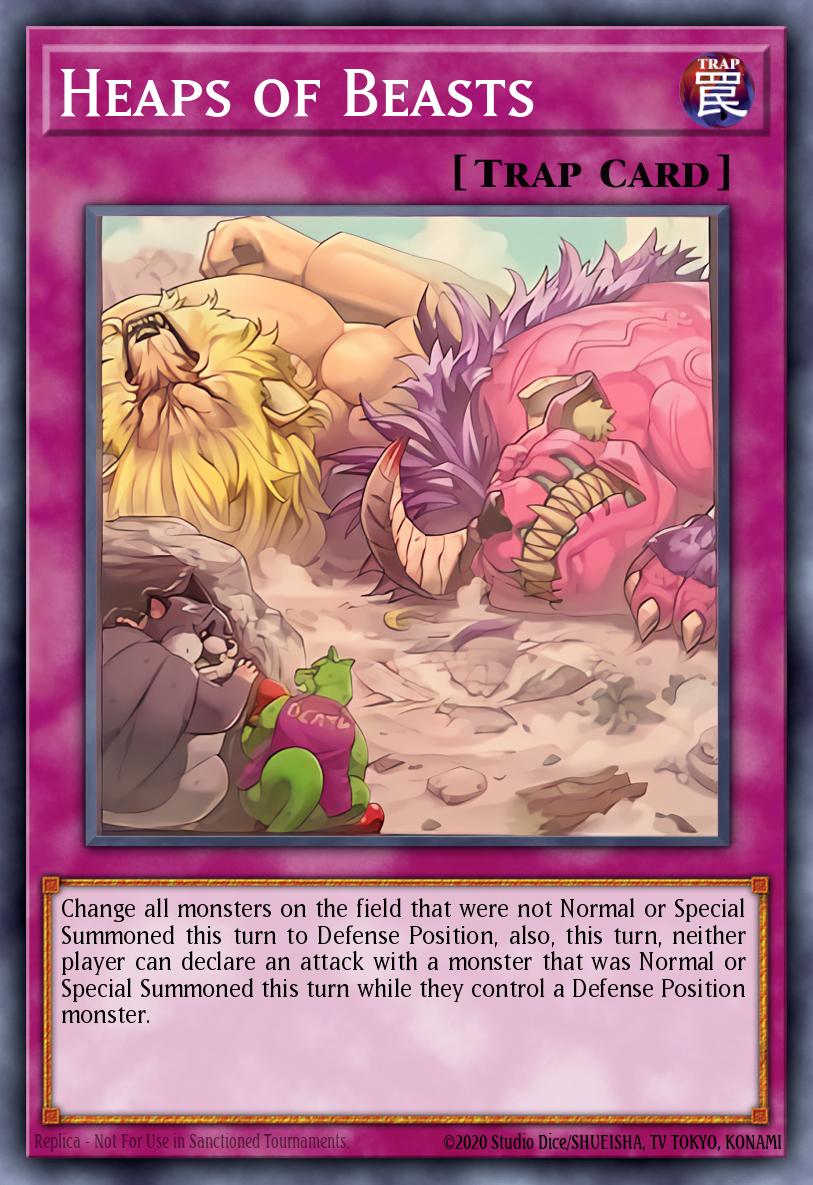 Heaps of Beasts
TRAP
罠
[Trap Card]
DEATH
Change all monsters on the field that were not Normal or Special
Summoned this turn to Defense Position, also, this turn, neither
player can declare an attack with a monster that was Normal or
Special Summoned this turn while they control a Defense Position
monster.
Replica - Not For Use in Sanctioned Tournaments.
©2020 Studio Dice/SHUEISHA, TV TOKYO, KONAMI